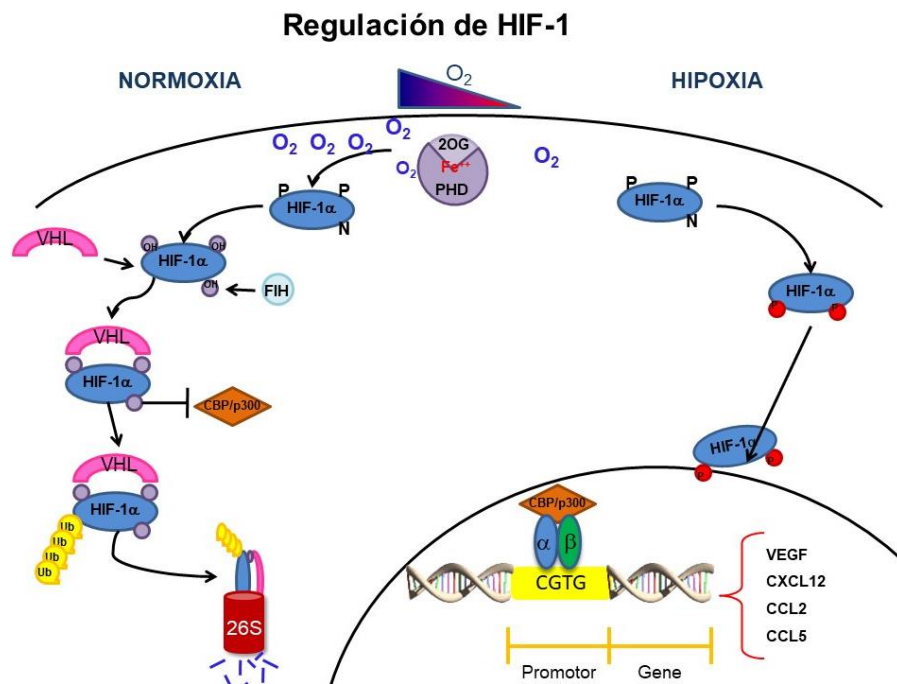 Regulación de HIF-1
NORMOXIA
O2
HIPOXIA
O2
O2
O2
O2
O2
2OG
Fe++
PHD
O2
P
P
HIF-1α
N
P
P
HIF-1α
N
VHL
OH
OH
HIF-1α
OH
FIH
HIF-1α
P
P
VHL
HIF-1α
CBP/p300
HIF-1α
P
P
VHL
HIF-1α
Ub
Ub
Ub
Ub
26S
CBP/p300
α
β
CGTG
VEGF
CXCL12
CCL2
CCL5
Promotor
Gene